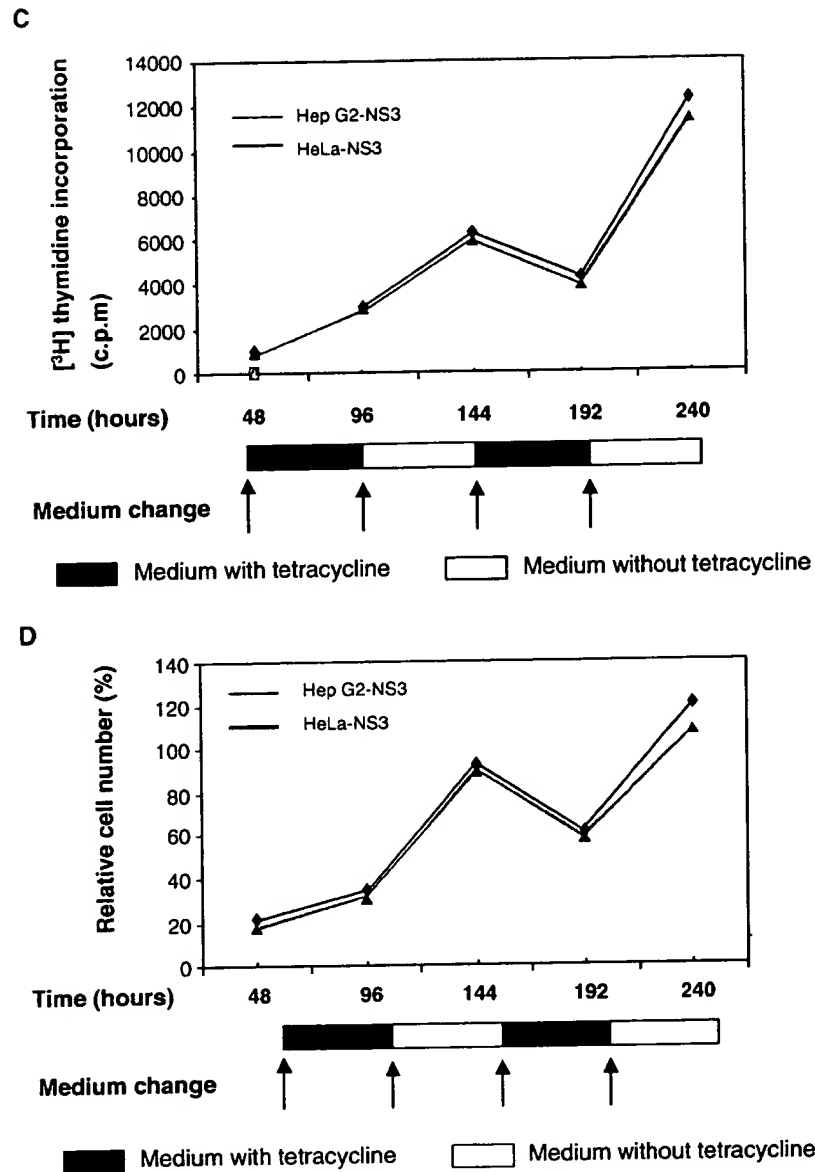 C
[³H] thymidine incorporation
(c.p.m)
14000
12000
10000
8000
6000
4000
2000
0
Hep G2-NS3
HeLa-NS3
Time (hours) 48 96 144 192 240
Medium change
Medium with tetracycline Medium without tetracycline
D
Relative cell number (%)
140
120
100
80
60
40
20
0
Hep G2-NS3
HeLa-NS3
Time (hours) 48 96 144 192 240
Medium change
Medium with tetracycline Medium without tetracycline